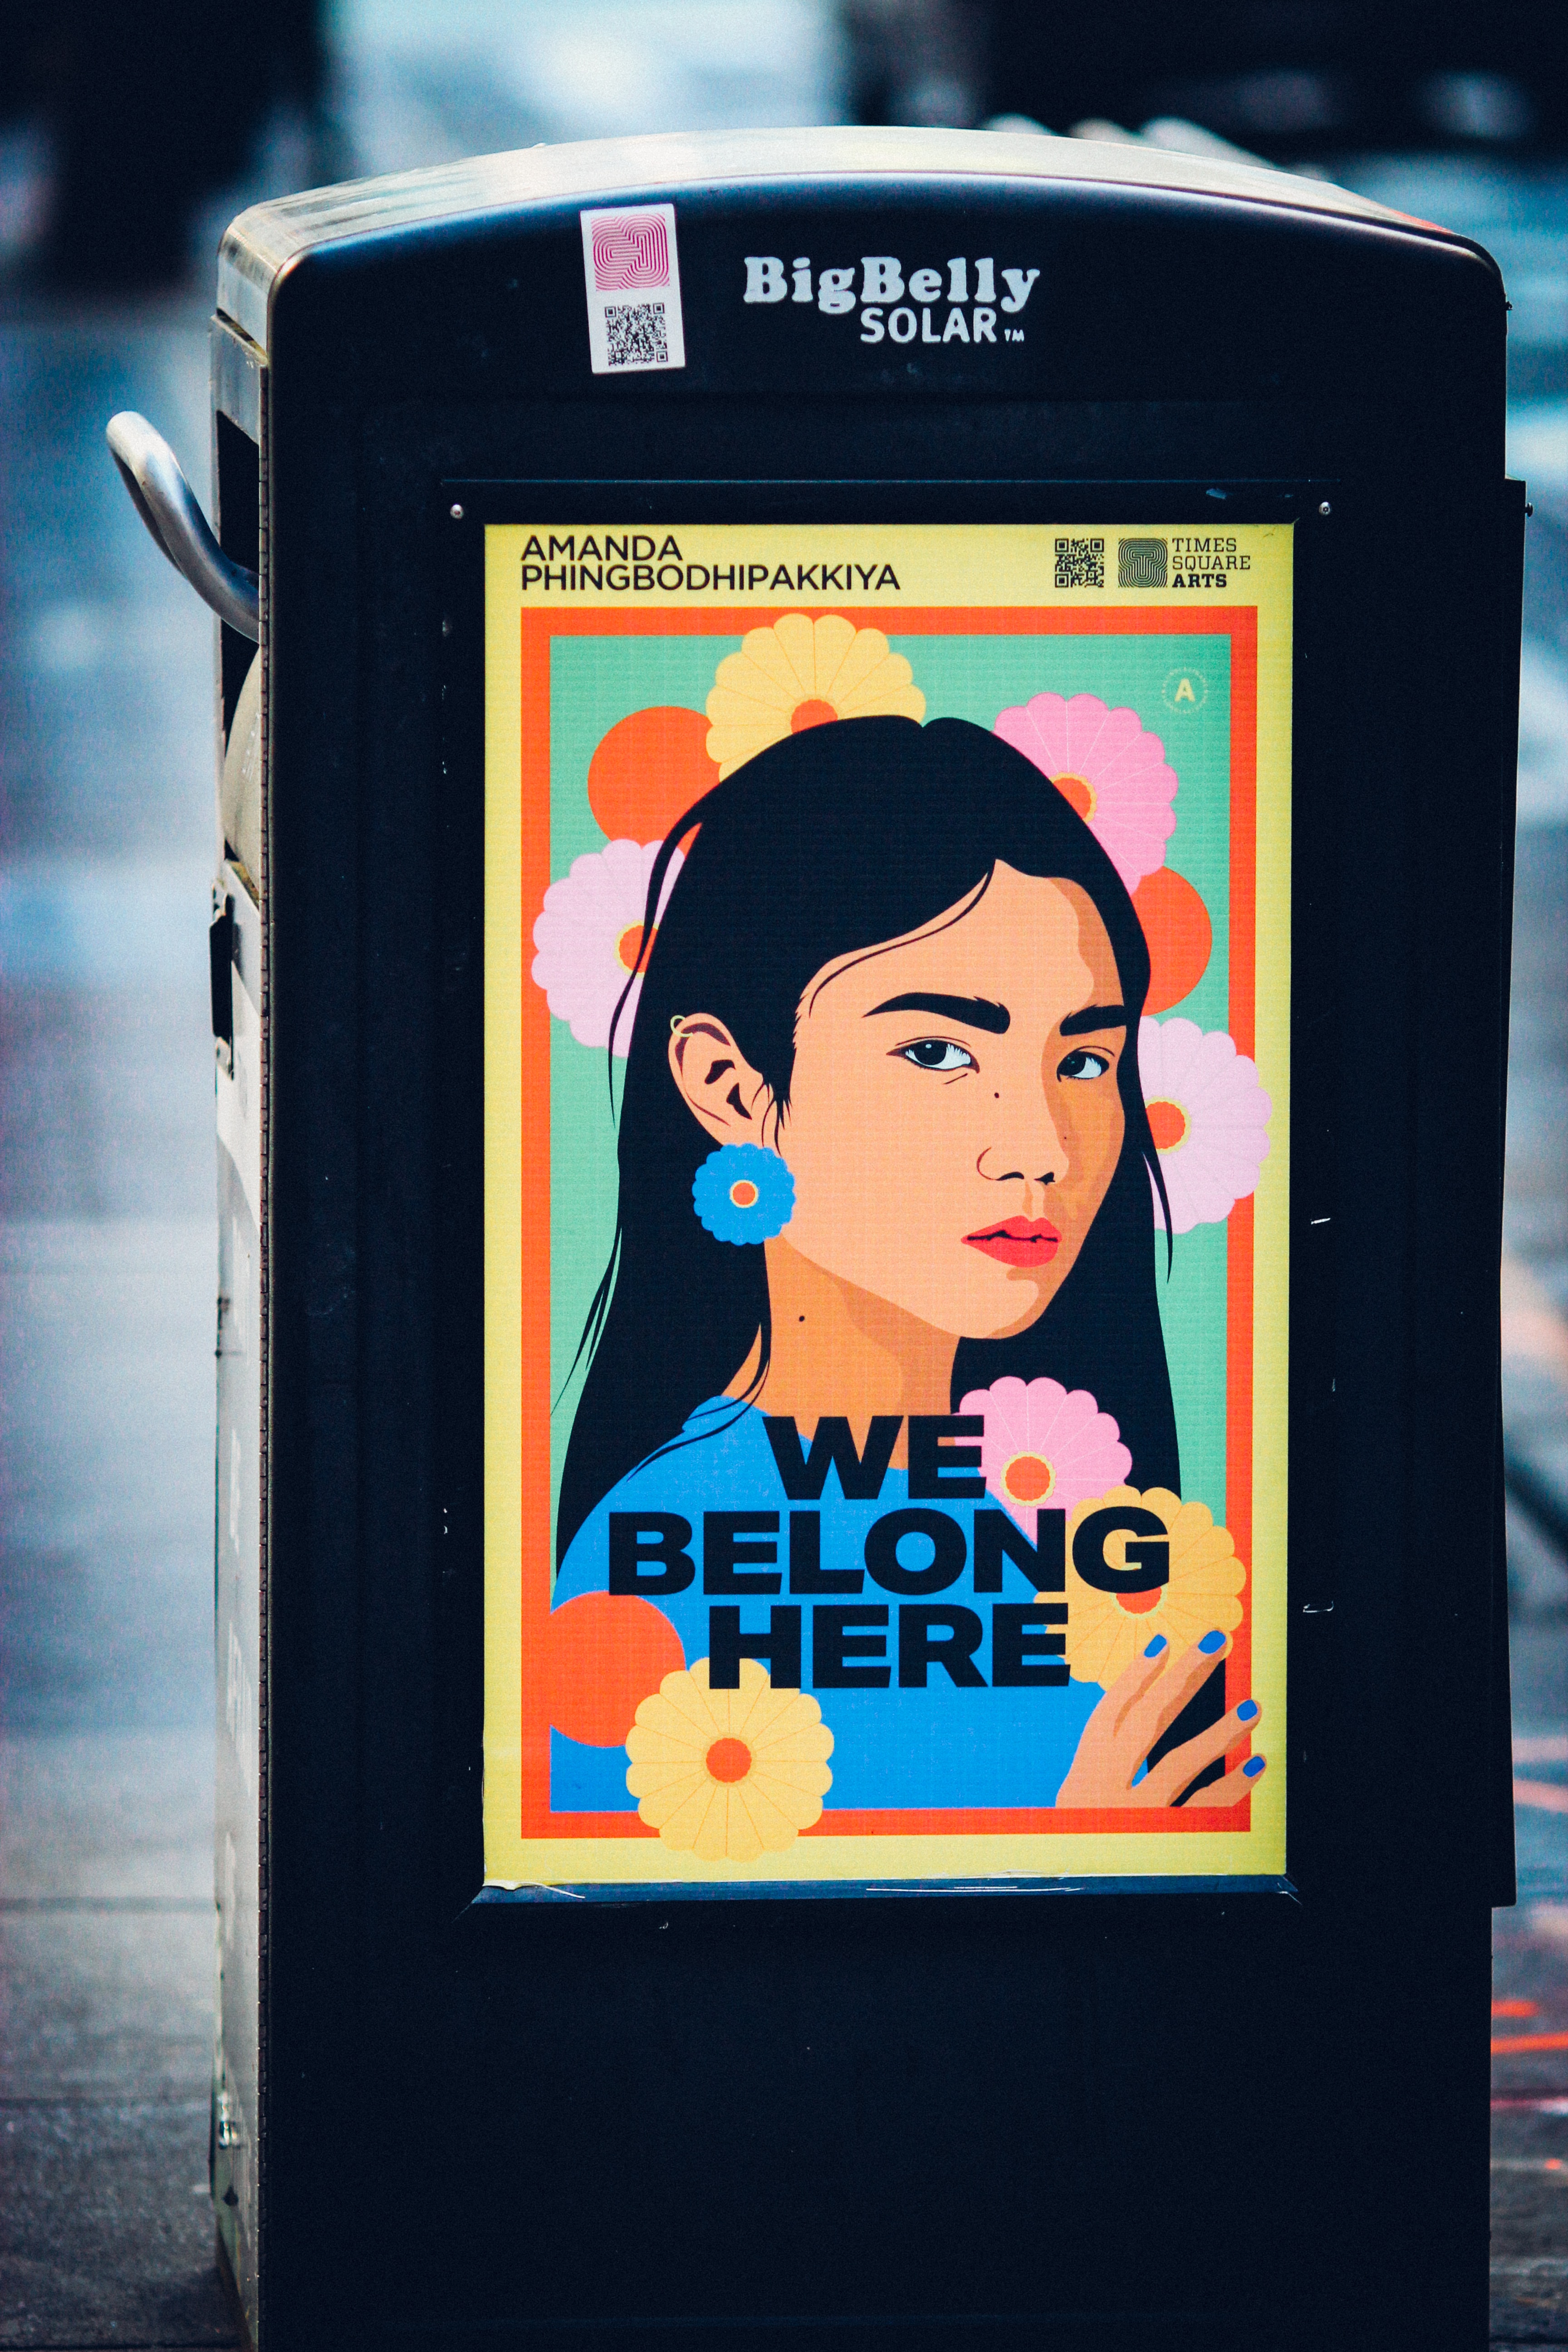 BigBelly
SOLAR™
AMANDA
PHINGBODHIPAKKIYA
TIMES
SQUARE
ARTS
A
WE
BELONG
HERE